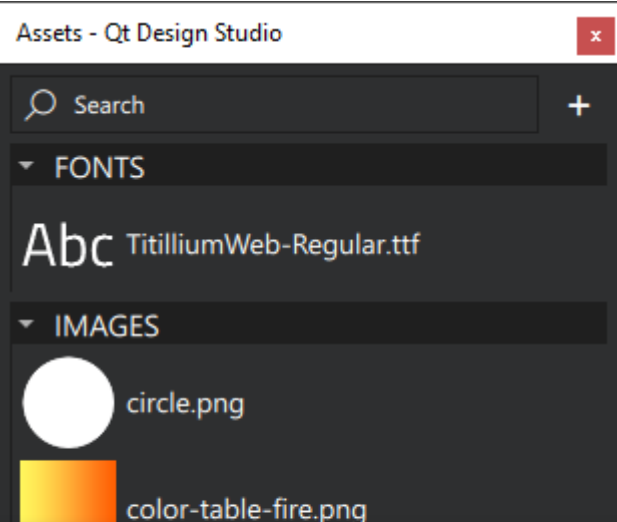 Assets - Qt Design Studio
x
Search
+
FONTS
Abc TitilliumWeb-Regular.ttf
IMAGES
circle.png
color-table-fire.png